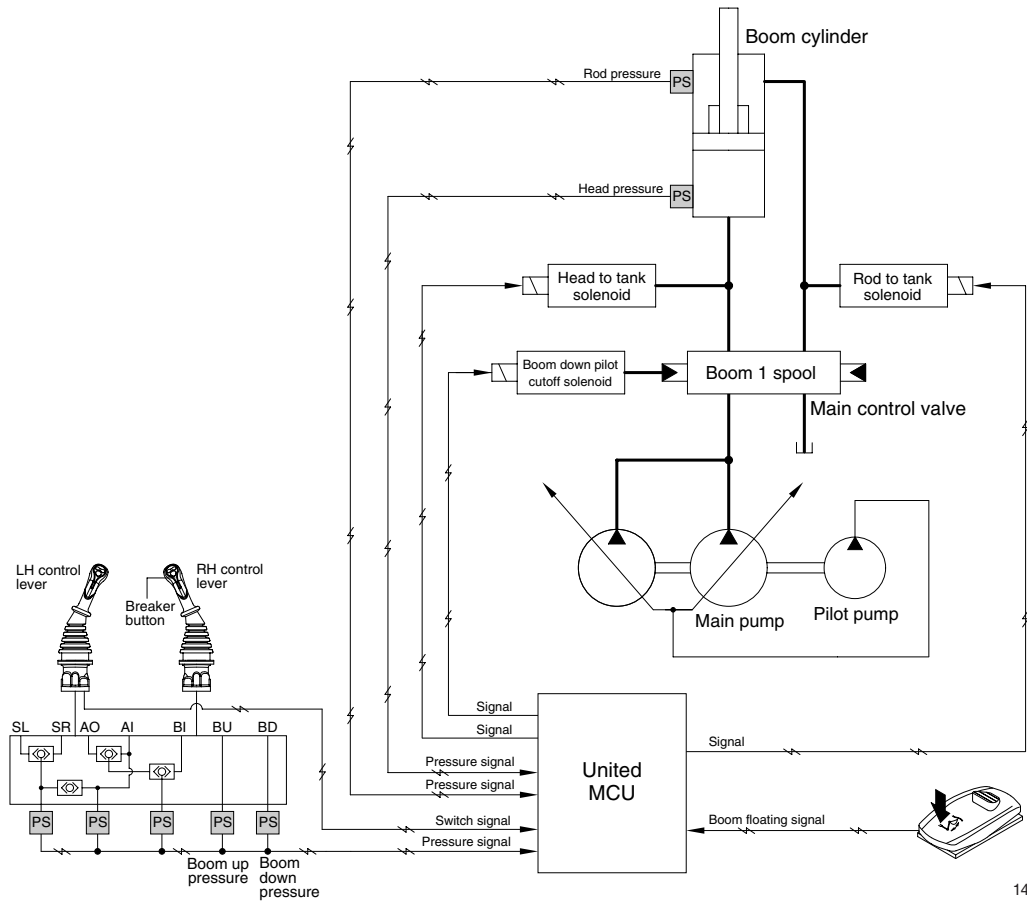 Boom cylinder
Rod pressure
PS
Head pressure
PS
Head to tank
solenoid
Rod to tank
solenoid
Boom down pilot
cutoff solenoid
Boom 1 spool
Main control valve
LH control
lever
RH control
lever
Breaker
button
Main pump
Pilot pump
SL
SR
AO
AI
BI
BU
BD
Signal
Signal
Signal
Pressure signal
Pressure signal
United
MCU
PS
PS
PS
PS
PS
Switch signal
Boom floating signal
Pressure signal
Boom up
pressure
Boom
down
pressure
14